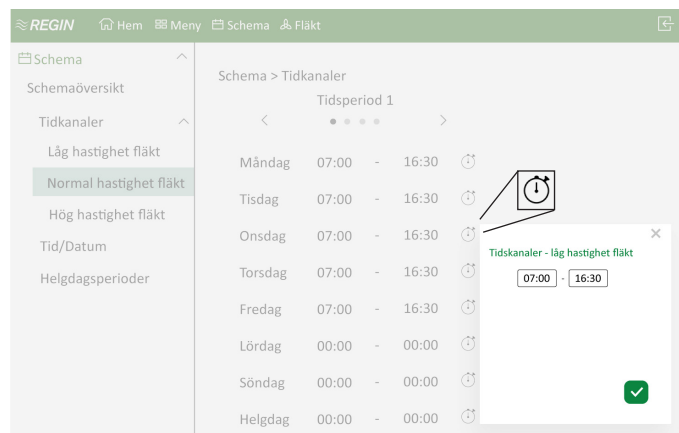 REGIN Hem Meny Schema Fläkt
Schema
Schemaöversikt
Tidkanaler
Låg hastighet fläkt
Normal hastighet fläkt
Hög hastighet fläkt
Tid/Datum
Helgdagsperioder
Schema > Tidkanaler
Tidsperiod 1
< >
Måndag 07:00 - 16:30
Tisdag 07:00 - 16:30
Onsdag 07:00 - 16:30
Torsdag 07:00 - 16:30
Fredag 07:00 - 16:30
Lördag 00:00 - 00:00
Söndag 00:00 - 00:00
Helgdag 00:00 - 00:00
Tidskanaler - låg hastighet fläkt
07:00 - 16:30